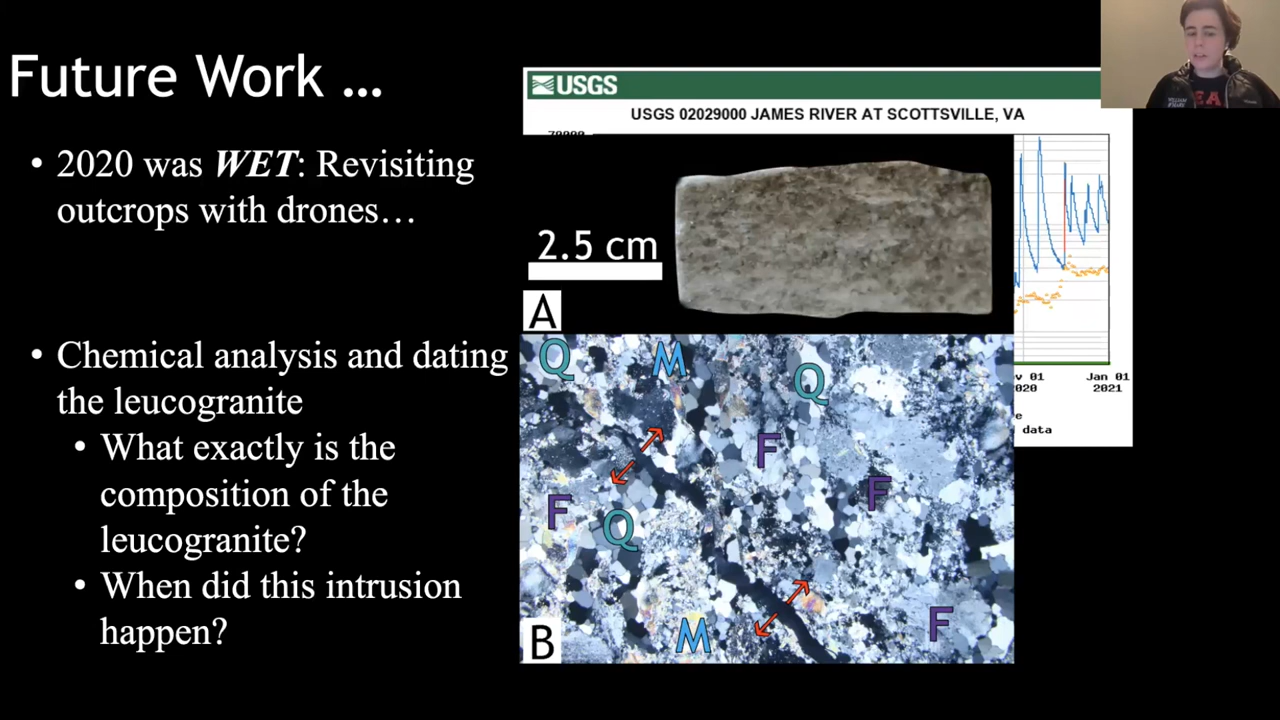 Future Work ...
• 2020 was WET: Revisiting
outcrops with drones…
• Chemical analysis and dating
the leucogranite
• What exactly is the
composition of the
leucogranite?
• When did this intrusion
happen?
USGS
USGS 02029000 JAMES RIVER AT SCOTTSVILLE, VA
2.5 cm
A
Q
M
Q
F
F
F
Q
F
M
B
Jan 01
2020
2021
data